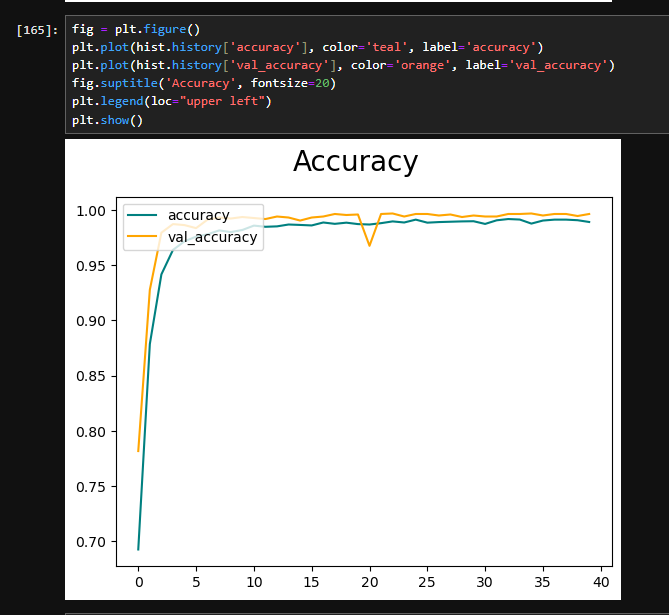 [165]: fig = plt.figure()
plt.plot(hist.history['accuracy'], color='teal', label='accuracy')
plt.plot(hist.history['val_accuracy'], color='orange', label='val_accuracy')
fig.suptitle('Accuracy', fontsize=20)
plt.legend(loc="upper left")
plt.show()
Accuracy
accuracy
val_accuracy
1.00
0.95
0.90
0.85
0.80
0.75
0.70
0 5 10 15 20 25 30 35 40